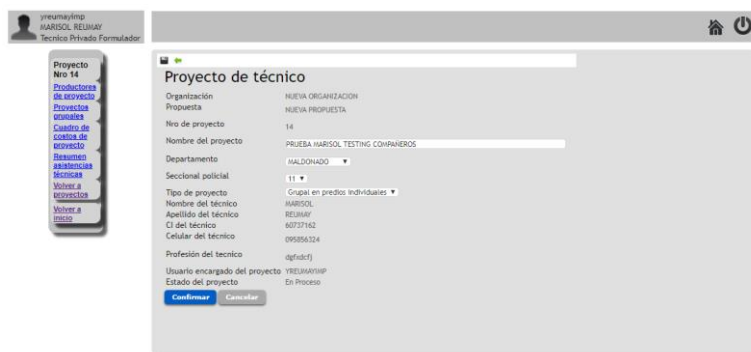 yreumayimp
MARISOL REUMAY
Tecnico Privado Formulador
Proyecto
Nro 14
Productores
de proyecto
Proyectos
grupales
Cuadro de
costos de
proyecto
Resumen
asistencias
técnicas
Volver a
proyectos
Volver a
inicio
Proyecto de técnico
Organización NUEVA ORGANIZACION
Propuesta NUEVA PROPUESTA
Nro de proyecto 14
Nombre del proyecto PRUEBA MARISOL TESTING COMPAÑEROS
Departamento MALDONADO
Seccional policial 11
Tipo de proyecto Grupal en predios individuales
Nombre del técnico MARISOL
Apellido del técnico REUMAY
CI del técnico 60737162
Celular del técnico 095856324
Profesión del tecnico dgfxdcfj
Usuario encargado del proyecto YREUMAYIMP
Estado del proyecto En Proceso
Confirmar Cancelar